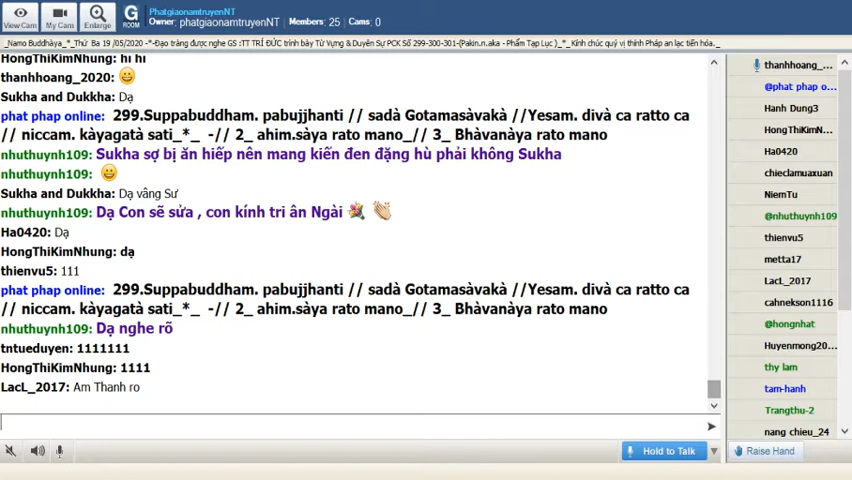 View Cam
My Cam
Enlarge
G
ROOM
PhatgiaonamtruyenNT
Owner: phatgiaonamtruyenNT Members: 25 Cams: 0
_Namo Buddhàya_*_Thứ Ba 19 /05/2020 -*-Đạo tràng được nghe GS :TT TRÍ ĐỨC trình bày Từ Vựng & Duyên Sự PCK Số 299-300-301-(Pakin.n.aka - Phẩm Tạp Lục )_*_ Kính chúc quý vị thính Pháp an lạc tiến hóa._
HongThiKimNhung: hi hi
thanhhoang_2020:
Sukha and Dukkha: Dạ
phat phap online: 299.Suppabuddham. pabujjhanti // sadà Gotamasàvakà //Yesam. divà ca ratto ca
// niccam. kàyagatà sati_*_ -// 2_ ahim.sàya rato mano_// 3_ Bhàvanàya rato mano
nhuthuynh109: Sukha sợ bị ăn hiếp nên mang kiến đen đặng hù phải không Sukha
nhuthuynh109:
Sukha and Dukkha: Dạ vâng Sư
nhuthuynh109: Dạ Con sẽ sửa , con kính tri ân Ngài
Ha0420: Dạ
HongThiKimNhung: dạ
thienvu5: 111
phat phap online: 299.Suppabuddham. pabujjhanti // sadà Gotamasàvakà //Yesam. divà ca ratto ca
// niccam. kàyagatà sati_*_ -// 2_ ahim.sàya rato mano_// 3_ Bhàvanàya rato mano
nhuthuynh109: Dạ nghe rõ
tntueduyen: 1111111
HongThiKimNhung: 1111
LacL_2017: Am Thanh ro
Hold to Talk
thanhhoang_...
@phat phap o...
Hanh Dung3
HongThiKimN...
Ha0420
chieclamuaxuan
NiemTu
@nhuthuynh109
thienvu5
metta17
LacL_2017
cahnekson1116
@hongnhat
Huyenmong20...
thy lam
tam-hanh
Trangthu-2
nang chieu_24
Raise Hand